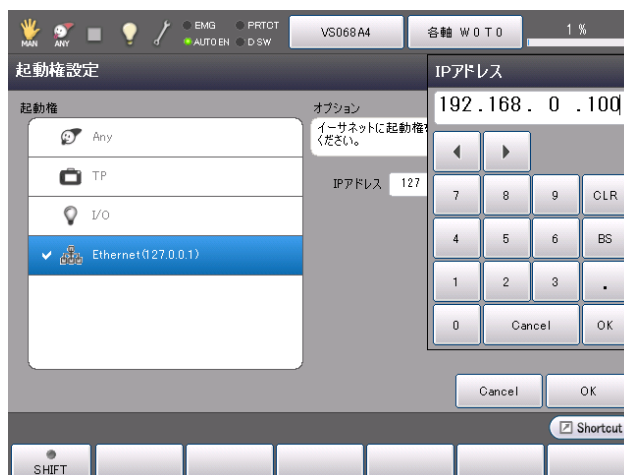 MAN
ANY
EMG
PRTCT
AUTO EN
D SW
VS068A4
各軸 W0T0
1 %
起動権設定
起動権
Any
TP
I/O
Ethernet(127.0.0.1)
オプション
イーサネットに起動権
ください。
IPアドレス 127
IPアドレス
192.168. 0 .100
7 8 9 CLR
4 5 6 BS
1 2 3 .
0 Cancel OK
Cancel OK
Shortcut
SHIFT